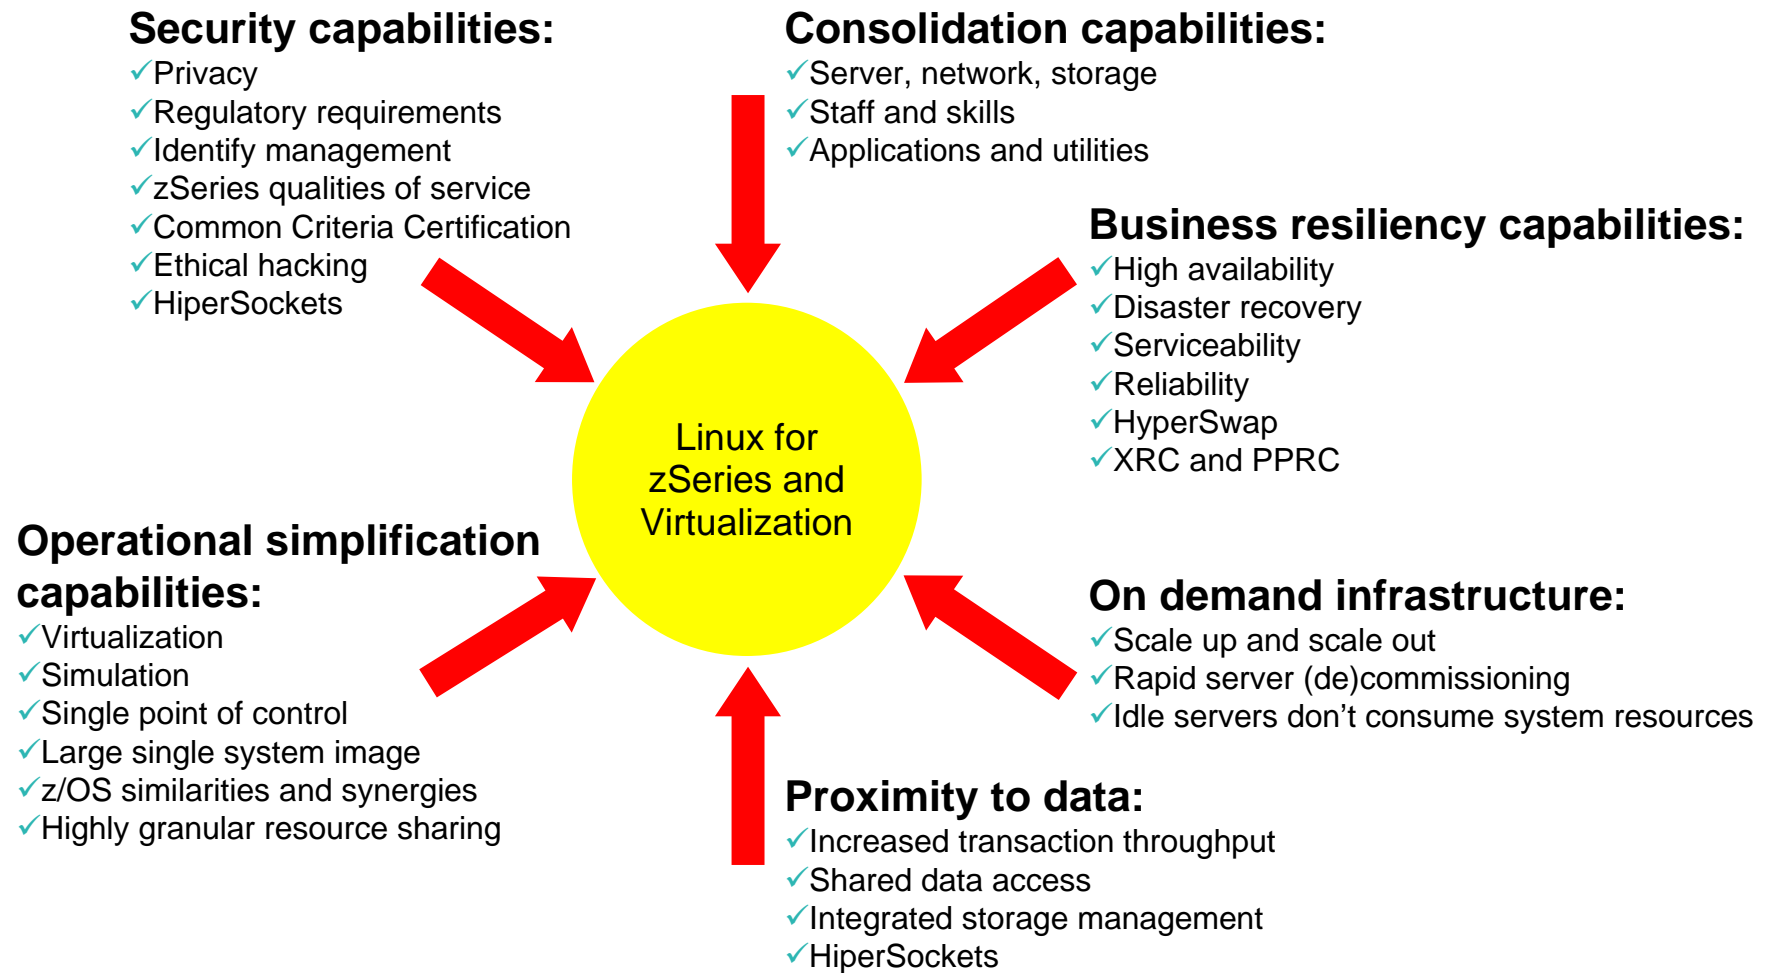 Security capabilities:
✓Privacy
✓Regulatory requirements
✓Identify management
✓zSeries qualities of service
✓Common Criteria Certification
✓Ethical hacking
✓HiperSockets
Consolidation capabilities:
✓Server, network, storage
✓Staff and skills
✓Applications and utilities
Business resiliency capabilities:
✓High availability
✓Disaster recovery
✓Serviceability
✓Reliability
✓HyperSwap
✓XRC and PPRC
Linux for
zSeries and
Virtualization
Operational simplification
capabilities:
✓Virtualization
✓Simulation
✓Single point of control
✓Large single system image
✓z/OS similarities and synergies
✓Highly granular resource sharing
On demand infrastructure:
✓Scale up and scale out
✓Rapid server (de)commissioning
✓Idle servers don’t consume system resources
Proximity to data:
✓Increased transaction throughput
✓Shared data access
✓Integrated storage management
✓HiperSockets